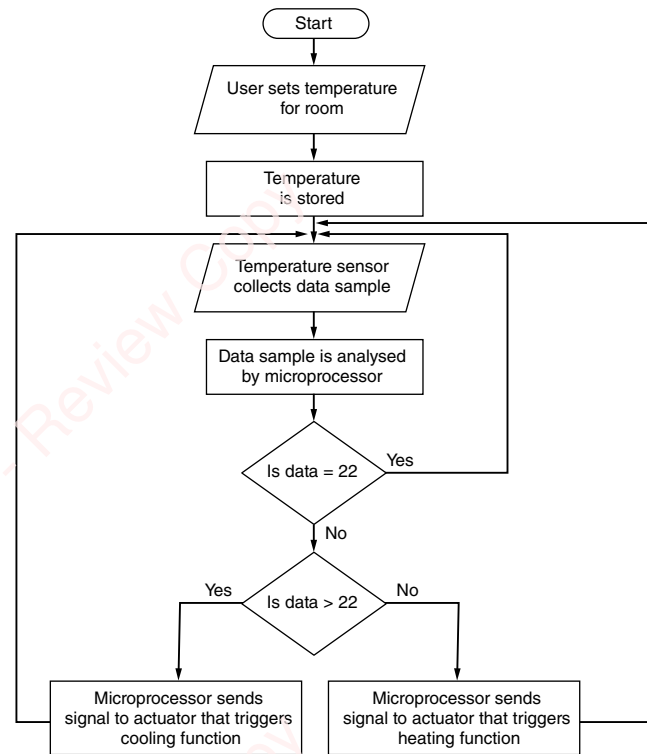 Start
User sets temperature
for room
Temperature
is stored
Temperature sensor
collects data sample
Data sample is analysed
by microprocessor
Is data = 22
Yes
No
Is data > 22
Yes
No
Microprocessor sends
signal to actuator that triggers
cooling function
Microprocessor sends
signal to actuator that triggers
heating function
- Review Copy